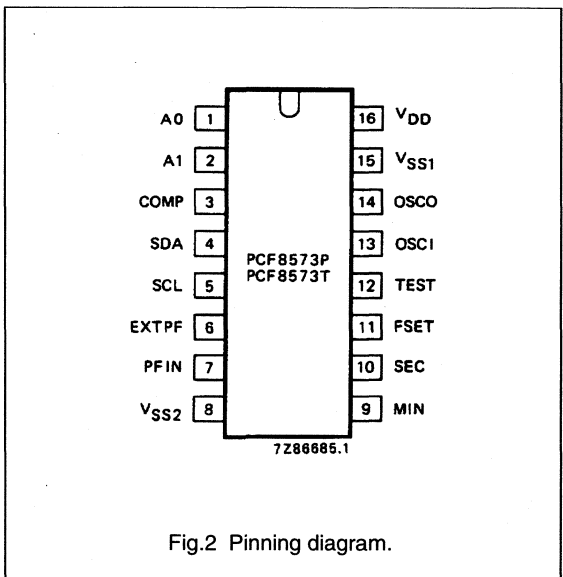 A0 1 16 VDD
A1 2 15 VSS1
COMP 3 14 OSCO
SDA 4 13 OSCI
PCF8573P
PCF8573T
SCL 5 12 TEST
EXTPF 6 11 FSET
PFIN 7 10 SEC
VSS2 8 9 MIN
7Z86685.1
Fig.2 Pinning diagram.